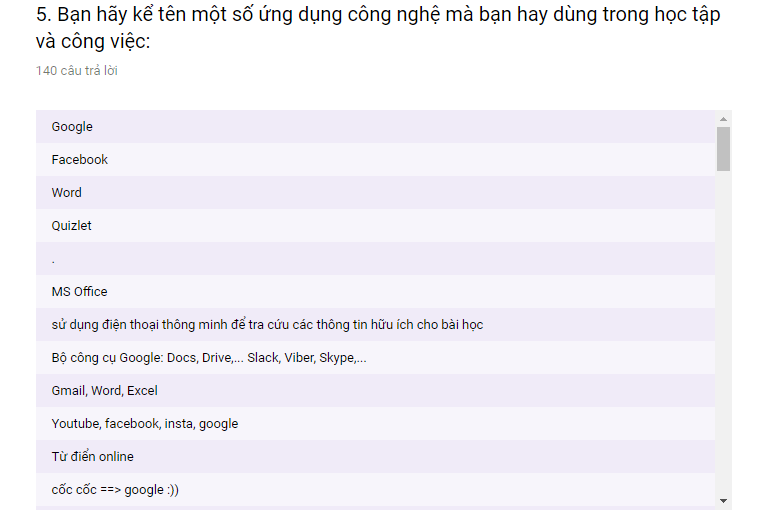 5. Bạn hãy kể tên một số ứng dụng công nghệ mà bạn hay dùng trong học tập
và công việc:
140 câu trả lời
Google
Facebook
Word
Quizlet
.
MS Office
sử dụng điện thoại thông minh để tra cứu các thông tin hữu ích cho bài học
Bộ công cụ Google: Docs, Drive,... Slack, Viber, Skype,...
Gmail, Word, Excel
Youtube, facebook, insta, google
Từ điển online
cốc cốc ==> google :))